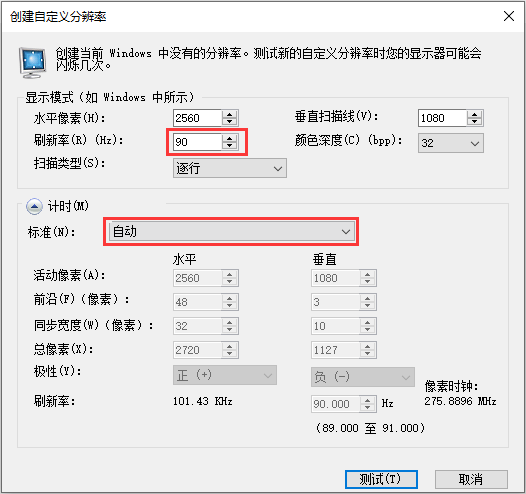 创建自定义分辨率
创建当前 Windows 中没有的分辨率。测试新的自定义分辨率时您的显示器可能会
闪烁几次。
显示模式（如 Windows 中所示）
水平像素(H): 2560 垂直扫描线(V): 1080
刷新率(R) (Hz): 90 颜色深度(C) (bpp): 32
扫描类型(S): 逐行
计时(M)
标准(N): 自动
水平 垂直
活动像素(A): 2560 1080
前沿(F)（像素）: 48 3
同步宽度(W)（像素）: 32 10
总像素(X): 2720 1127
极性(Y): 正 (+) 负 (-) 像素时钟:
刷新率: 101.43 KHz 90.000 Hz 275.8896 MHz
(89.000 至 91.000)
测试(T) 取消